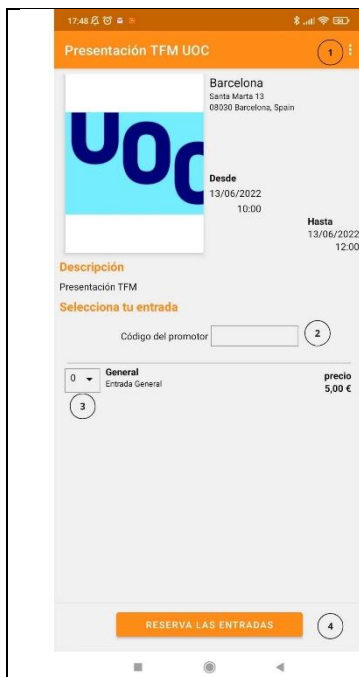 17:48
Presentación TFM UOC
1
UOC
Barcelona
Santa Marta 13
08030 Barcelona, Spain
Desde
13/06/2022
10:00
Hasta
13/06/2022
12:00
Descripción
Presentación TFM
Selecciona tu entrada
Código del promotor
2
0
General
Entrada General
precio
5,00 €
3
RESERVA LAS ENTRADAS
4